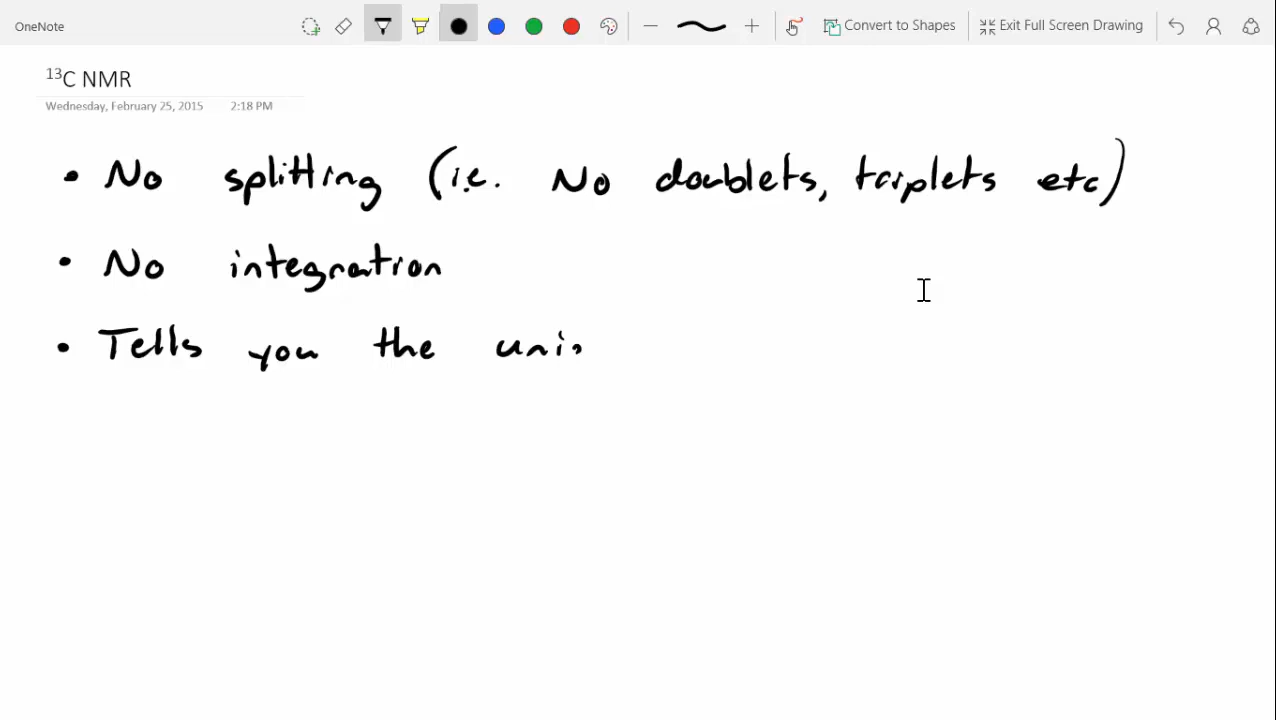 OneNote
Convert to Shapes
Exit Full Screen Drawing
¹³C NMR
Wednesday, February 25, 2015 2:18 PM
• No splitting (i.e. No doublets, triplets etc)
• No integration
• Tells you the uni